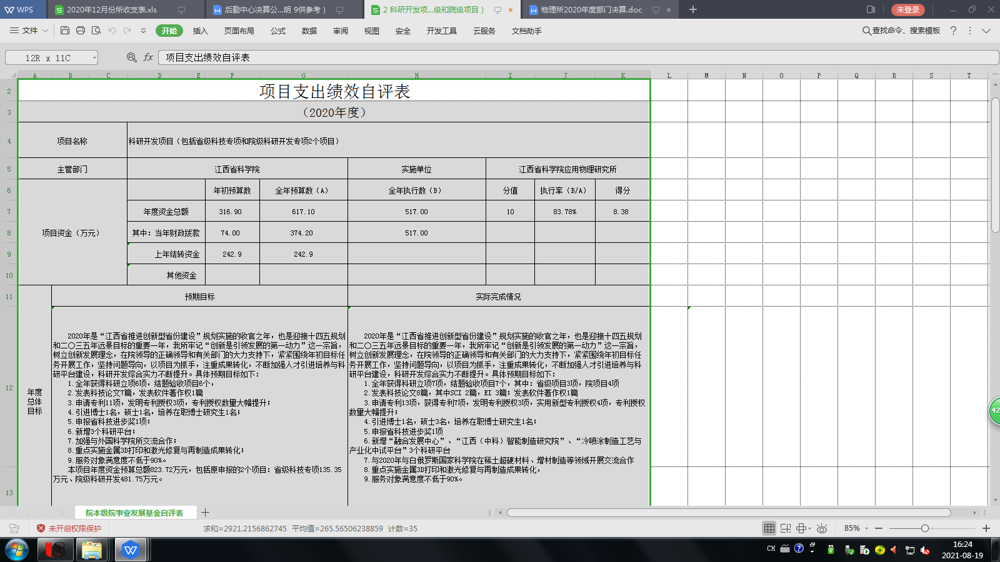 WPS
2020年12月份所收支表.xls
后勤中心决算公...明 9供参考）
2 科研开发项...级和院级项目）
物理所2020年度部门决算.doc
未登录
文件
开始
插入
页面布局
公式
数据
审阅
视图
安全
开发工具
云服务
文档助手
查找命令、搜索模板
12R x 11C
fx
项目支出绩效自评表
A B C D E F G H I J K L M N O P Q R S T
2 项目支出绩效自评表
3 （2020年度）
4 项目名称 科研开发项目（包括省级科技专项和院级科研开发专项2个项目）
5 主管部门 江西省科学院 实施单位 江西省科学院应用物理研究所
6 年初预算数 全年预算数（A） 全年执行数（B） 分值 执行率（B/A） 得分
7 年度资金总额 316.90 617.10 517.00 10 83.78% 8.38
8 项目资金（万元） 其中：当年财政拨款 74.00 374.20 517.00
9 上年结转资金 242.9 242.9
10 其他资金
11 预期目标 实际完成情况
12
13
年度
总体
目标
2020年是“江西省推进创新型省份建设”规划实施的收官之年，也是迎接十四五规划
和二〇三五年远景目标的重要一年，我所牢记“创新是引领发展的第一动力”这一宗旨，
树立创新发展理念，在院领导的正确领导和有关部门的大力支持下，紧紧围绕年初目标任
务开展工作，坚持问题导向，以项目为抓手，注重成果转化，不断加强人才引进培养与科
研平台建设，科研开发综合实力不断提升。具体预期目标如下：
1.全年获得科研立项6项，结题验收项目6个，
2.发表科技论文7篇，发表软件著作权1篇
3.申请专利11项，发明专利授权3项，专利授权数量大幅提升；
4.引进博士1名，硕士1名，培养在职博士研究生1名；
5.申报省科技进步奖1项；
6.新增3个科研平台；
7.加强与外国科学院所交流合作；
8.重点实施金属3D打印和激光修复与再制造成果转化；
9.服务对象满意度不低于90%。
本项目年度资金预算总额823.72万元，包括原申报的2个项目：省级科技专项135.35
万元、院级科研开发481.75万元。
2020年是“江西省推进创新型省份建设”规划实施的收官之年，也是迎接十四五规划
和二〇三五年远景目标的重要一年，我所牢记“创新是引领发展的第一动力”这一宗旨，
树立创新发展理念，在院领导的正确领导和有关部门的大力支持下，紧紧围绕年初目标任
务开展工作，坚持问题导向，以项目为抓手，注重成果转化，不断加强人才引进培养与科
研平台建设，科研开发综合实力不断提升。具体预期目标如下：
1.全年获得科研立项7项，结题验收项目7个，其中：省级项目3项，院项目4项
2.发表科技论文8篇，其中SCI 2篇，EI 3篇；发表软件著作权1篇
3.申请专利13项，获得专利7项，发明专利授权3项，实用新型专利授权4项，专利授权
数量大幅提升；
4.引进博士1名，硕士3名，培养在职博士研究生1名；
5.申报省科技进步奖1项
6.新增“融合发展中心”、“江西（中科）智能制造研究院”、“冷喷涂制造工艺与
产业化中试平台”3个科研平台
7.与2020年与白俄罗斯国家科学院在稀土超硬材料、增材制造等领域开展交流合作
8.重点实施金属3D打印和激光修复与再制造成果转化，
9.服务对象满意度不低于90%。
42
院本级院事业发展基金自评表
未开启权限保护
求和=2921.2156862745 平均值=265.56506238859 计数=35
85%
CH
16:24
2021-08-19